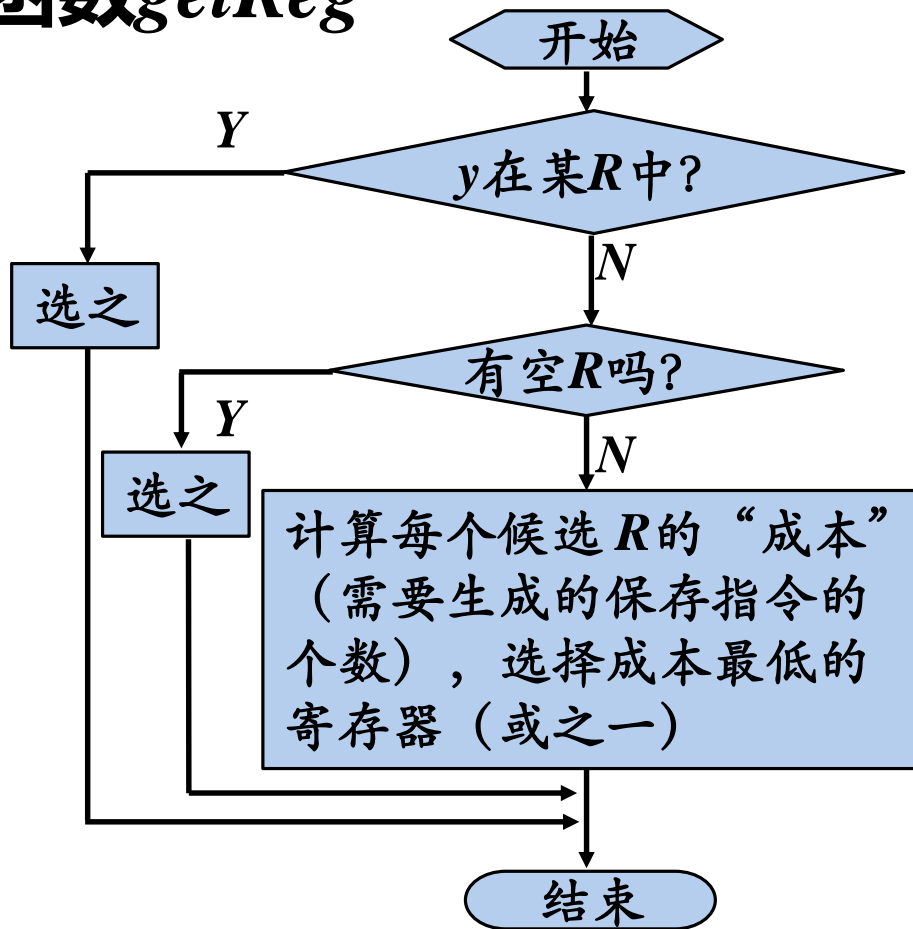 函数getReg
开始
Y
y在某R中?
N
选之
有空R吗?
Y
N
选之
计算每个候选R的“成本”
（需要生成的保存指令的
个数），选择成本最低的
寄存器（或之一）
结束